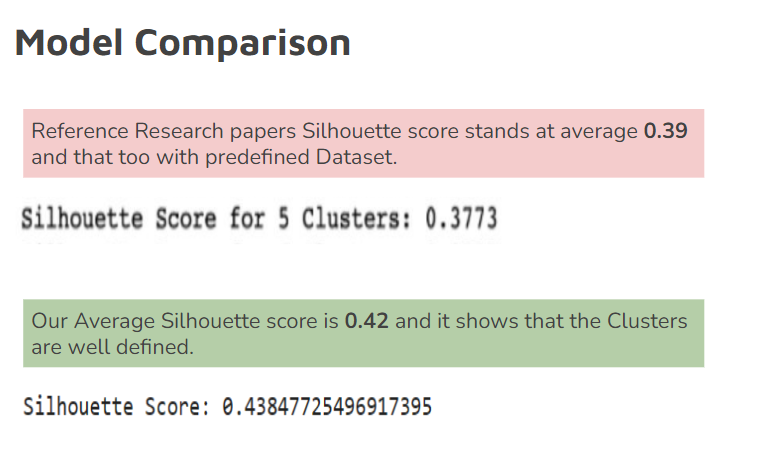 Model Comparison
Reference Research papers Silhouette score stands at average 0.39
and that too with predefined Dataset.
Silhouette Score for 5 Clusters: 0.3773
Our Average Silhouette score is 0.42 and it shows that the Clusters
are well defined.
Silhouette Score: 0.43847725496917395